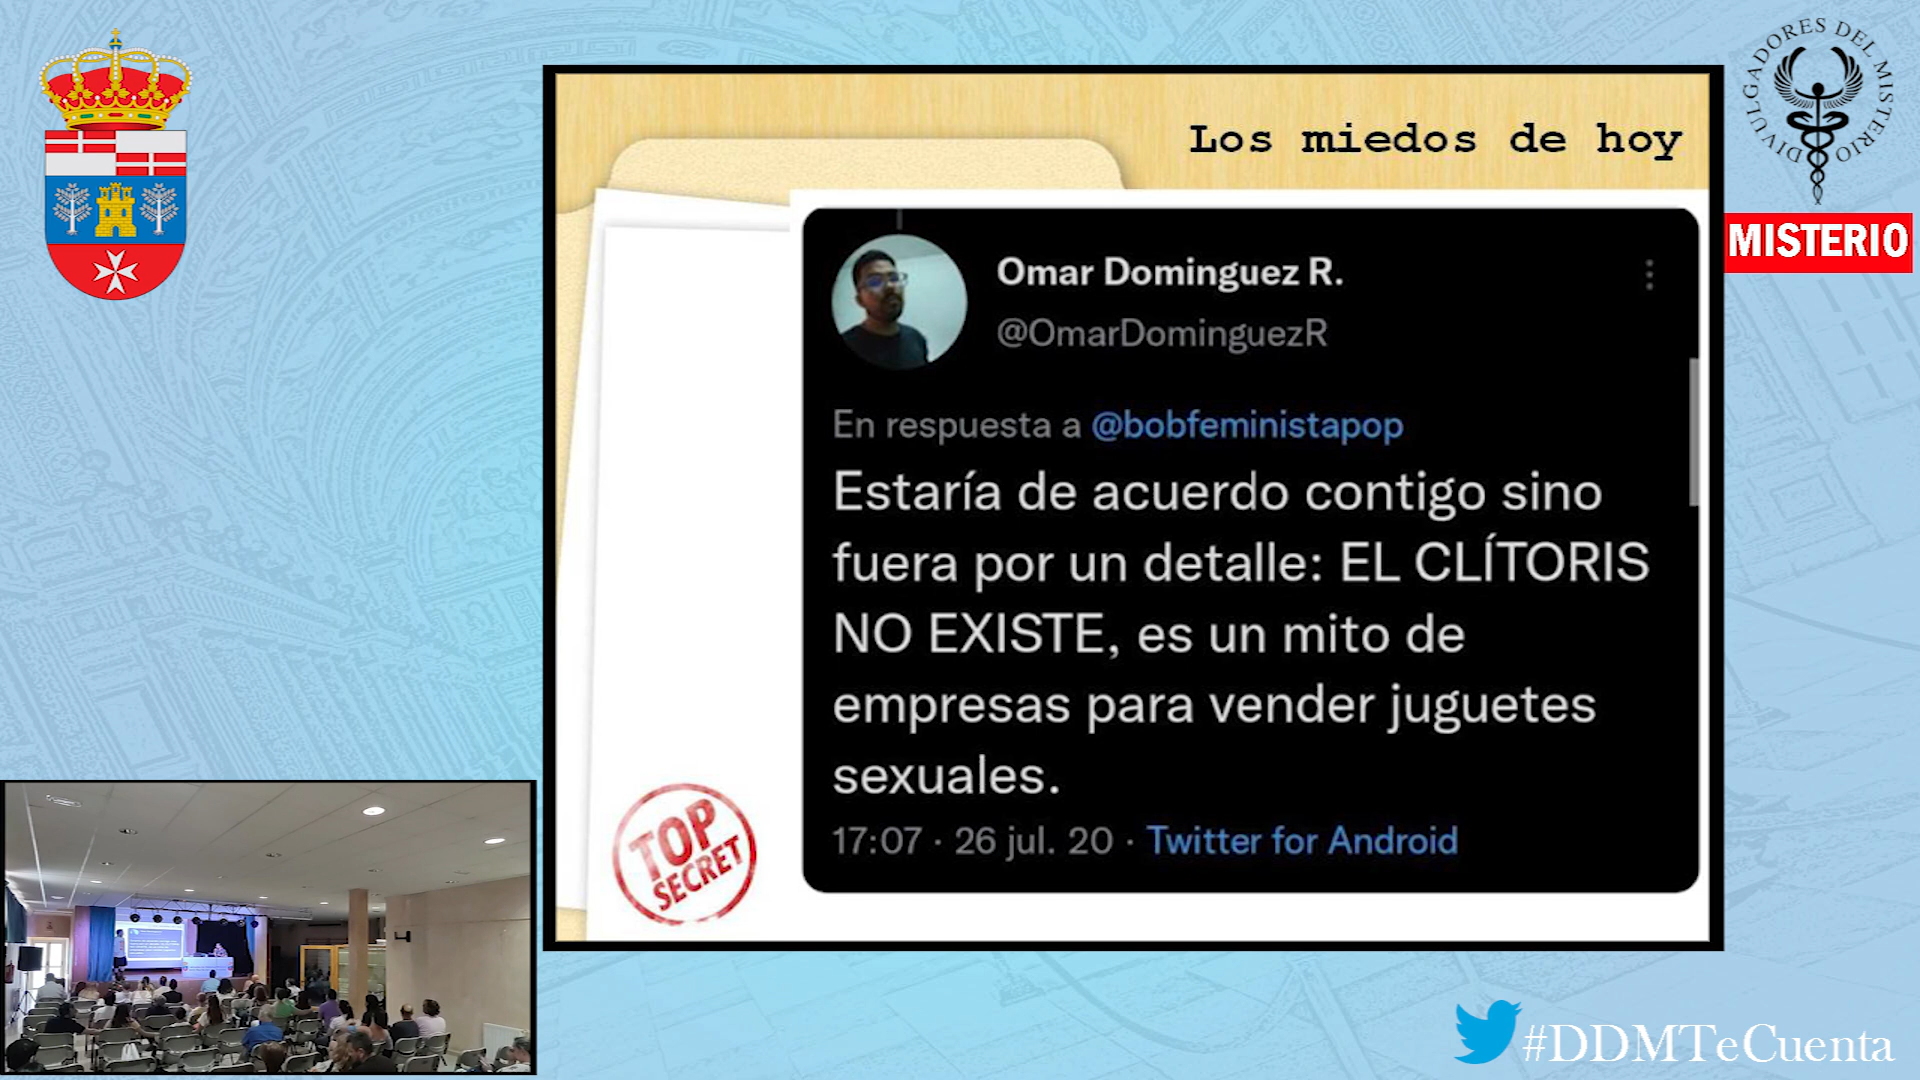 Los miedos de hoy
DIVULGADORES DEL MISTERIO
MISTERIO
Omar Dominguez R.
@OmarDominguezR
En respuesta a @bobfeministapop
Estaría de acuerdo contigo sino
fuera por un detalle: EL CLÍTORIS
NO EXISTE, es un mito de
empresas para vender juguetes
sexuales.
17:07 · 26 jul. 20 · Twitter for Android
TOP
SECRET
#DDMTeCuenta